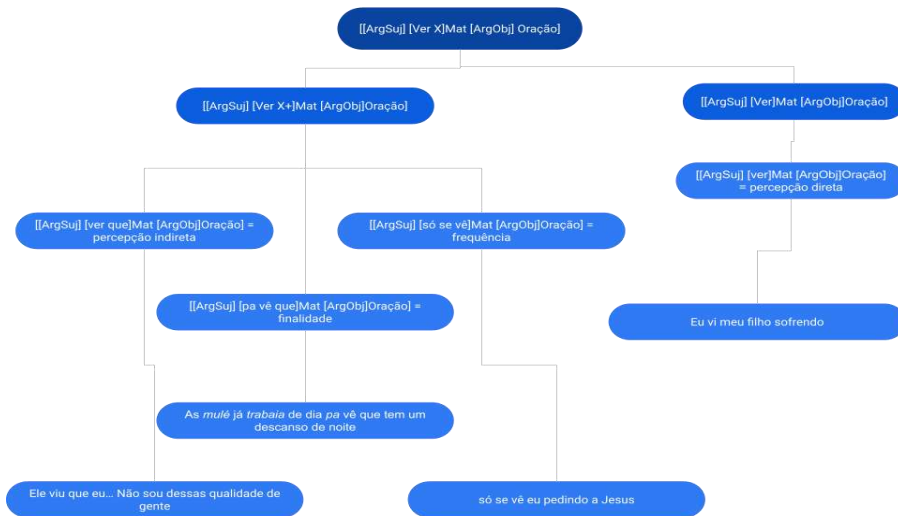 [[ArgSuj] [Ver X]Mat [ArgObj] Oração]
[[ArgSuj] [Ver X+]Mat [ArgObj]Oração]
[[ArgSuj] [Ver]Mat [ArgObj]Oração]
[[ArgSuj] [ver]Mat [ArgObj]Oração]
= percepção direta
[[ArgSuj] [ver que]Mat [ArgObj]Oração] =
percepção indireta
[[ArgSuj] [só se vê]Mat [ArgObj]Oração] =
frequência
[[ArgSuj] [pa vê que]Mat [ArgObj]Oração] =
finalidade
Eu vi meu filho sofrendo
As mulé já trabaia de dia pa vê que tem um
descanso de noite
Ele viu que eu... Não sou dessas qualidade de
gente
só se vê eu pedindo a Jesus